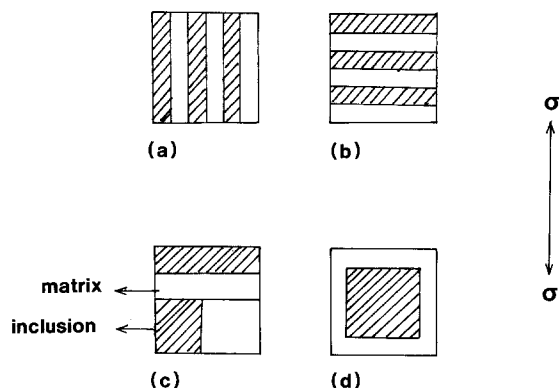 (a)
(b)
σ
matrix
inclusion
σ
(c)
(d)